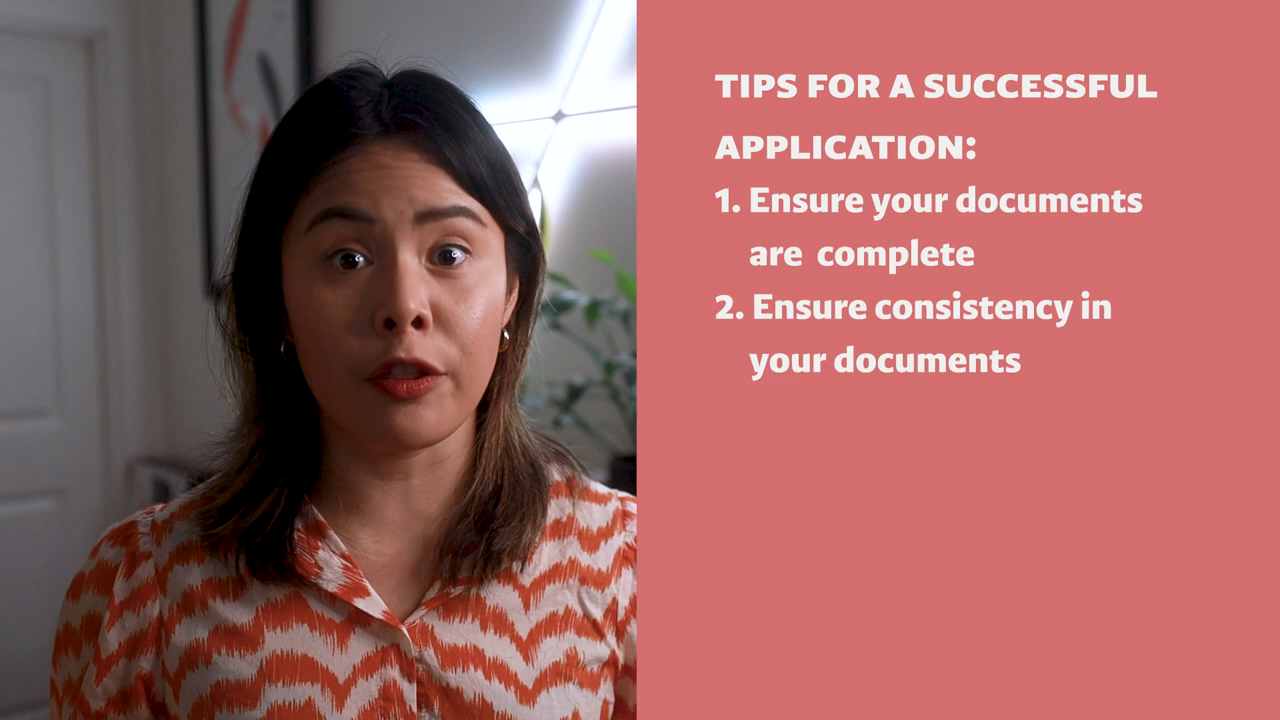 TIPS FOR A SUCCESSFUL
APPLICATION:
1. Ensure your documents
are complete
2. Ensure consistency in
your documents